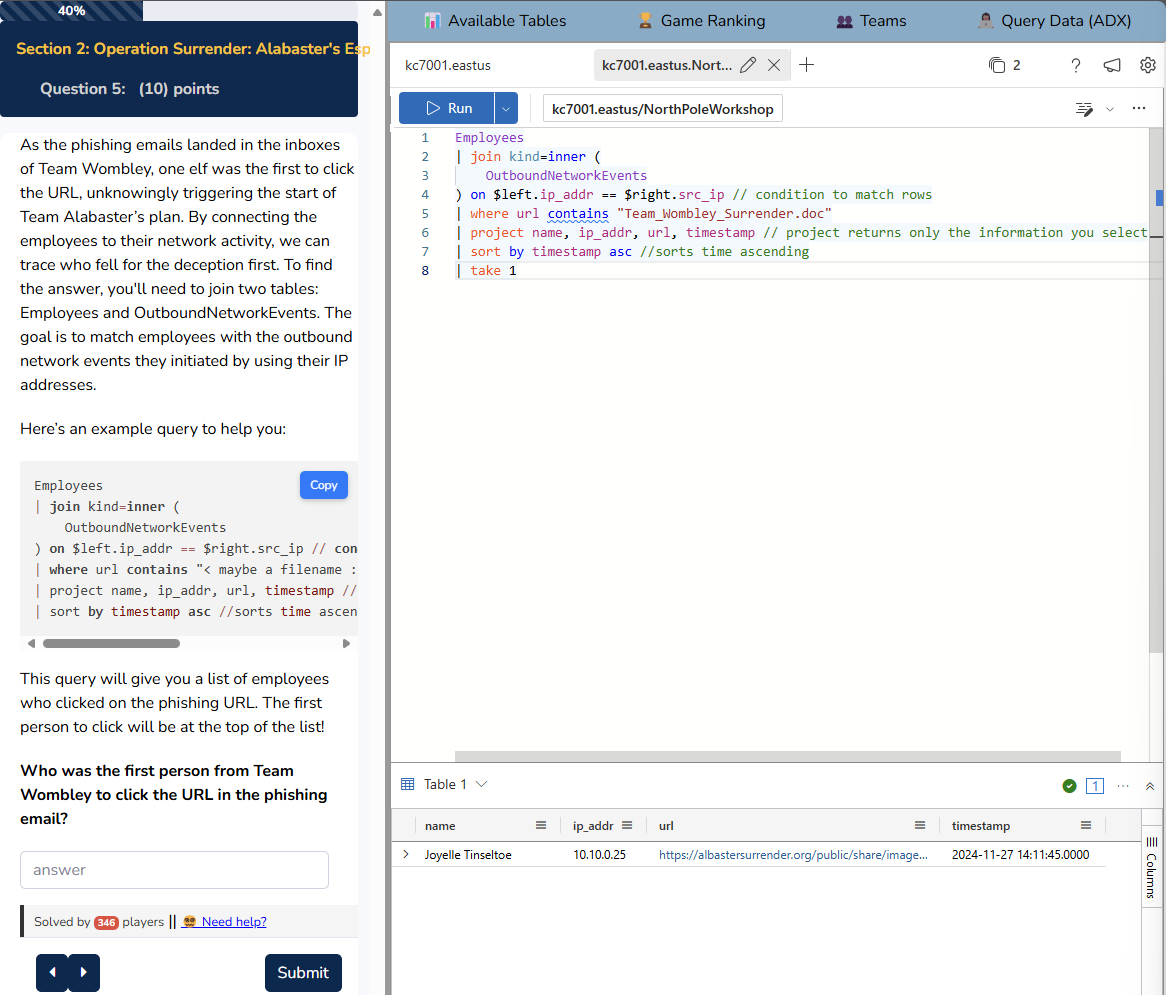 40%
Section 2: Operation Surrender: Alabaster's Esp
Question 5: (10) points
As the phishing emails landed in the inboxes
of Team Wombley, one elf was the first to click
the URL, unknowingly triggering the start of
Team Alabaster's plan. By connecting the
employees to their network activity, we can
trace who fell for the deception first. To find
the answer, you'll need to join two tables:
Employees and OutboundNetworkEvents. The
goal is to match employees with the outbound
network events they initiated by using their IP
addresses.
Here's an example query to help you:
Copy
Employees
| join kind=inner (
OutboundNetworkEvents
) on $left.ip_addr == $right.src_ip // con
| where url contains "< maybe a filename :
| project name, ip_addr, url, timestamp //
| sort by timestamp asc //sorts time ascen
This query will give you a list of employees
who clicked on the phishing URL. The first
person to click will be at the top of the list!
Who was the first person from Team
Wombley to click the URL in the phishing
email?
answer
Solved by 346 players || Need help?
Submit
Available Tables Game Ranking Teams Query Data (ADX)
kc7001.eastus kc7001.eastus.Nort... 2 ?
Run kc7001.eastus/NorthPoleWorkshop
1 Employees
2 | join kind=inner (
3 OutboundNetworkEvents
4 ) on $left.ip_addr == $right.src_ip // condition to match rows
5 | where url contains "Team_Wombley_Surrender.doc"
6 | project name, ip_addr, url, timestamp // project returns only the information you select
7 | sort by timestamp asc //sorts time ascending
8 | take 1
Table 1 1
name ip_addr url timestamp
Joyelle Tinseltoe 10.10.0.25 https://albastersurrender.org/public/share/image... 2024-11-27 14:11:45.0000
Columns